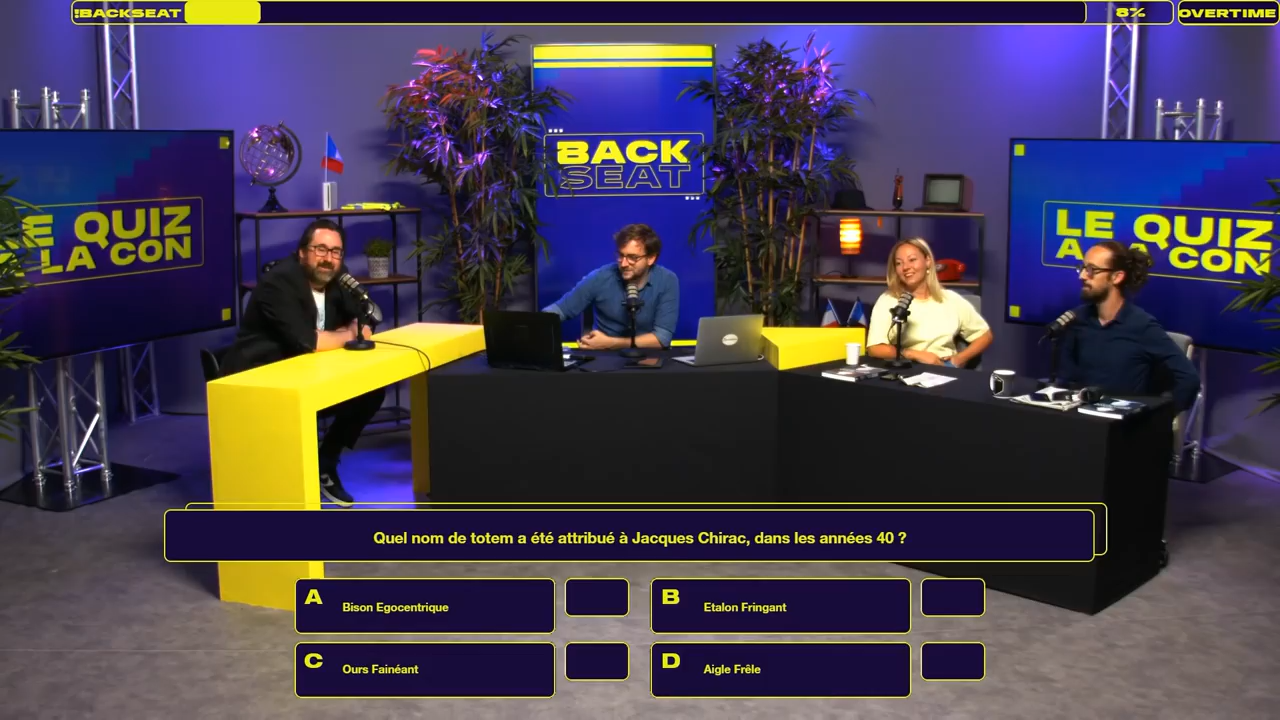 !BACKSEAT
8%
OVERTIME
BACK
SEAT
LE QUIZ
LA CON
LE QUIZ
A LA CON
Quel nom de totem a été attribué à Jacques Chirac, dans les années 40 ?
A
Bison Egocentrique
B
Etalon Fringant
C
Ours Fainéant
D
Aigle Frêle